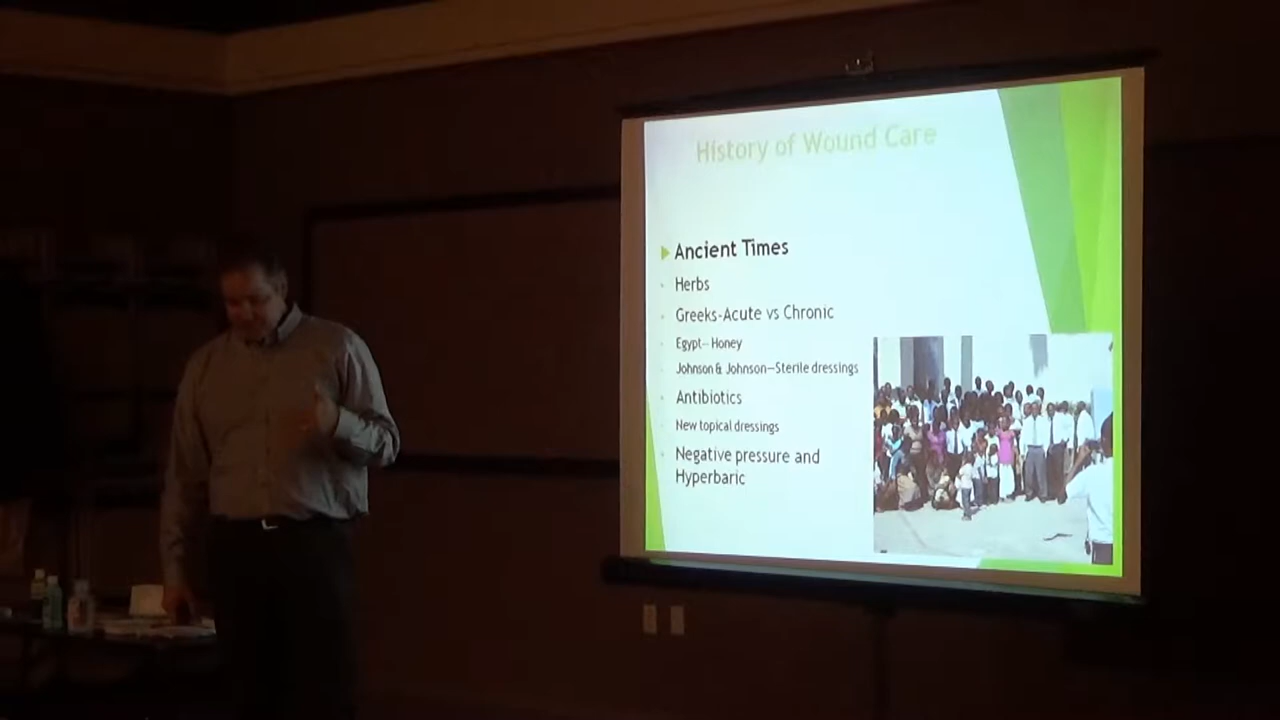 History of Wound Care
Ancient Times
Herbs
Greeks-Acute vs Chronic
Egypt– Honey
Johnson & Johnson—Sterile dressings
Antibiotics
New topical dressings
Negative pressure and
Hyperbaric